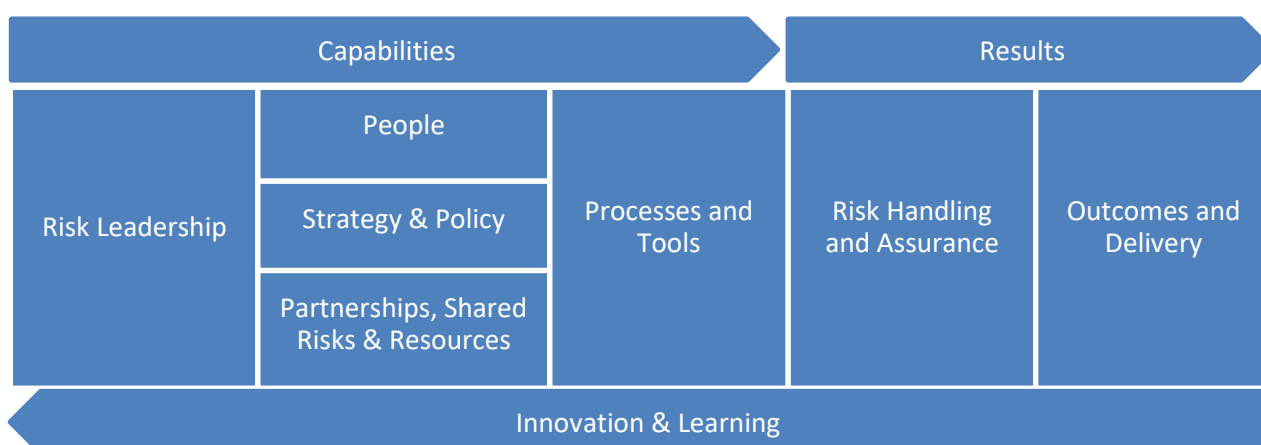 Capabilities
Results
Risk Leadership
People
Strategy & Policy
Partnerships, Shared
Risks & Resources
Processes and
Tools
Risk Handling
and Assurance
Outcomes and
Delivery
Innovation & Learning